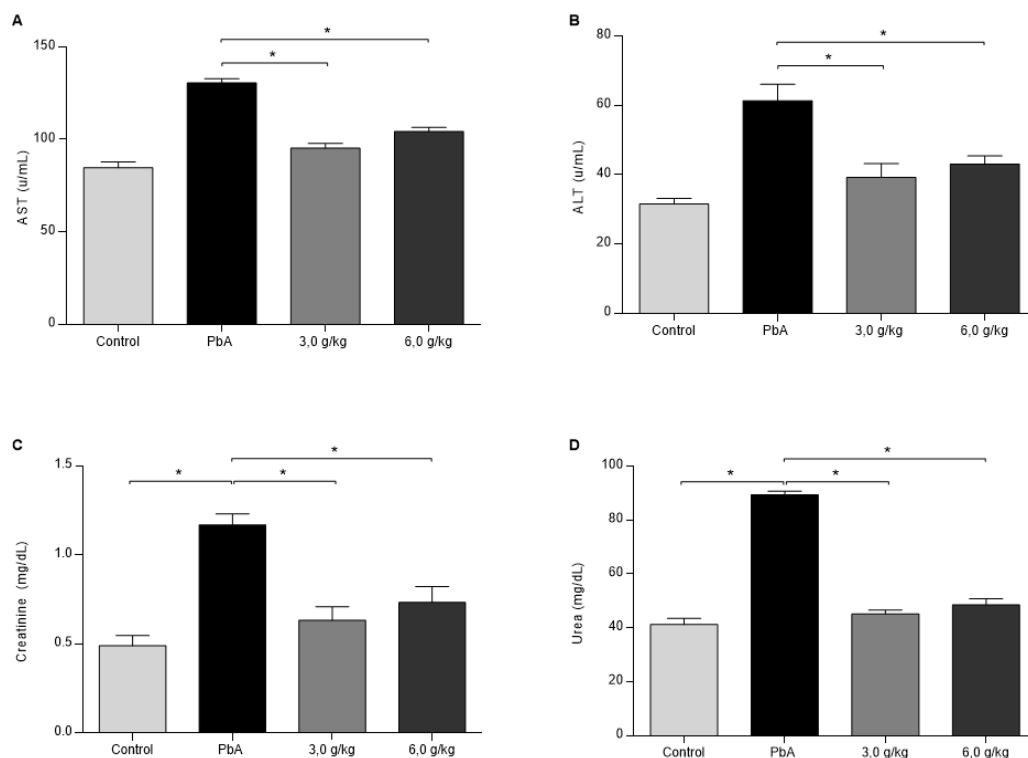 A
*
*
150
100
50
0
AST (u/mL)
Control
PbA
3,0 g/kg
6,0 g/kg
B
*
*
80
60
40
20
0
ALT (u/mL)
Control
PbA
3,0 g/kg
6,0 g/kg
C
*
*
*
1.5
1.0
0.5
0.0
Creatinine (mg/dL)
Control
PbA
3,0 g/kg
6,0 g/kg
D
*
*
*
100
80
60
40
20
0
Urea (mg/dL)
Control
PbA
3,0 g/kg
6,0 g/kg